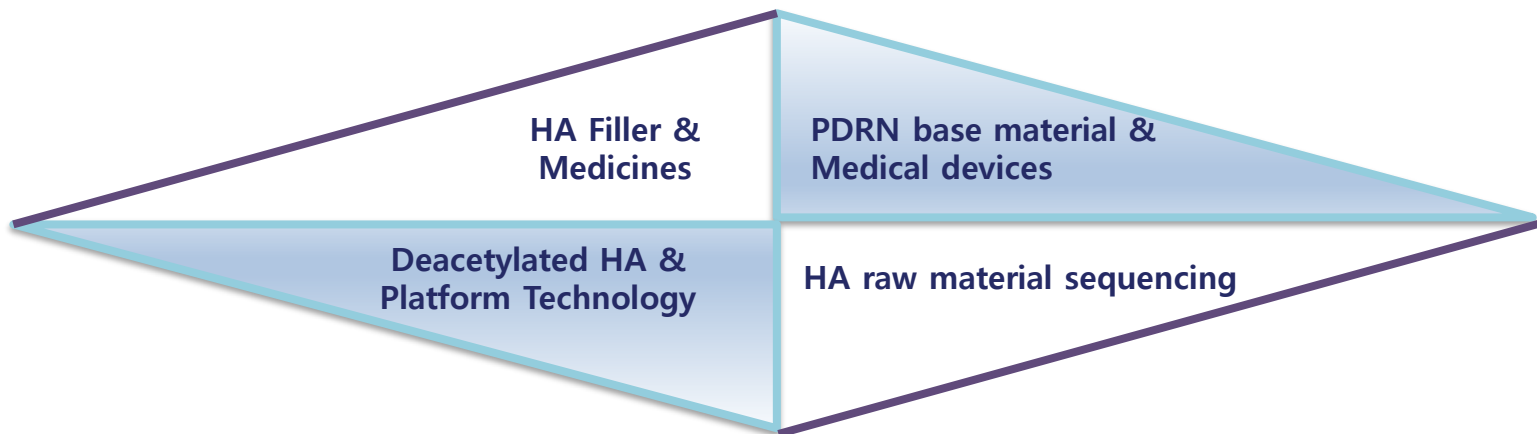 HA Filler &
Medicines
PDRN base material &
Medical devices
Deacetylated HA &
Platform Technology
HA raw material sequencing